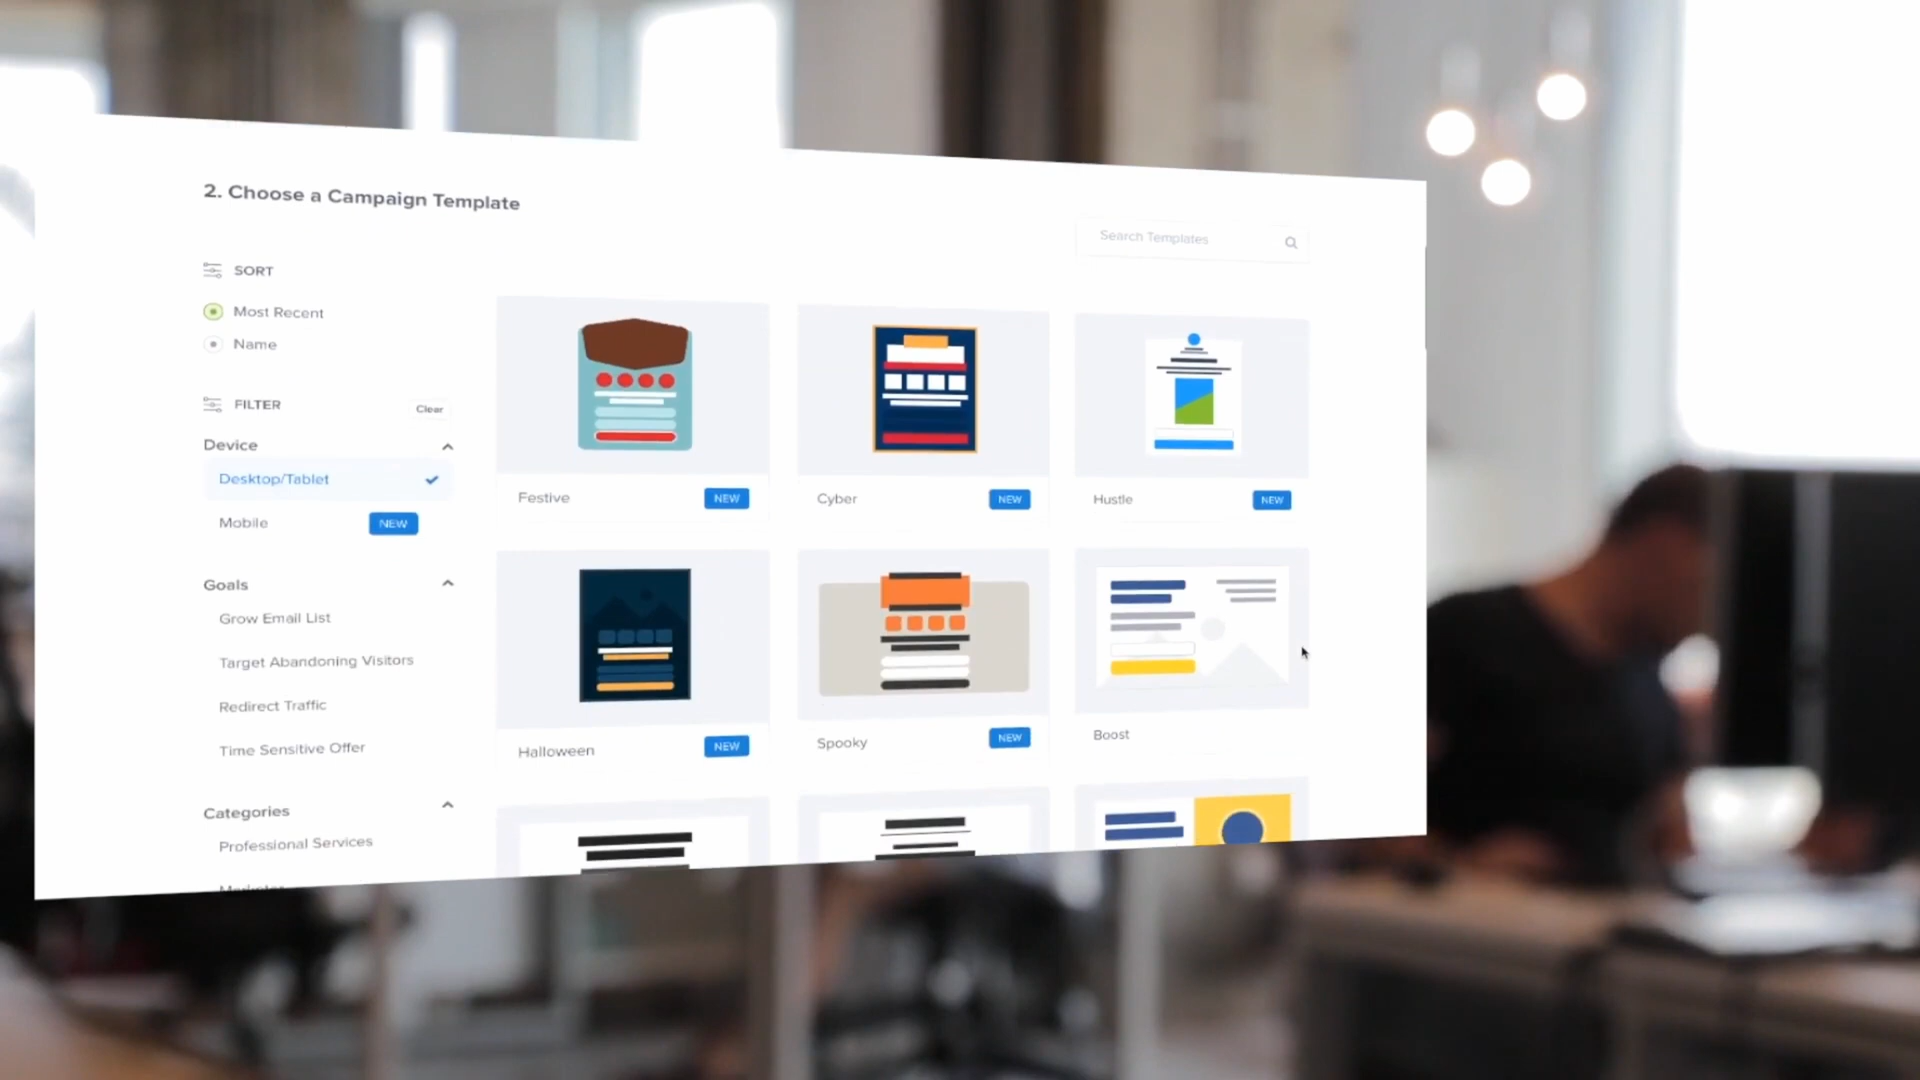 2. Choose a Campaign Template
Search Templates
SORT
Most Recent
Name
FILTER
Clear
Device
Desktop/Tablet
Mobile
NEW
Goals
Grow Email List
Target Abandoning Visitors
Redirect Traffic
Time Sensitive Offer
Categories
Professional Services
Festive
NEW
Cyber
NEW
Hustle
NEW
Halloween
NEW
Spooky
NEW
Boost